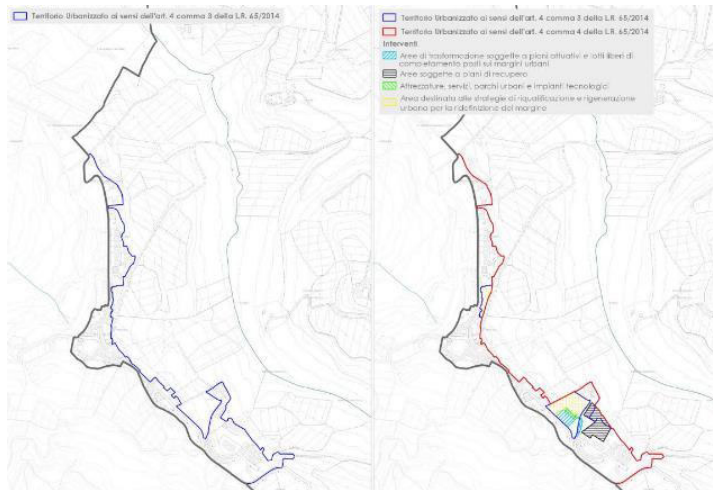 Territorio Urbanizzato ai sensi dell'art. 4 comma 3 della L.R. 65/2014
Territorio Urbanizzato ai sensi dell'art. 4 comma 3 della L.R. 65/2014
Territorio Urbanizzato ai sensi dell'art. 4 comma 4 della L.R. 65/2014
Interventi
Aree di trasformazione soggette a piani attuativi e lotti liberi di
completamento posti sui margini urbani
Aree soggette a piani di recupero
Attrezzature, servizi, parchi urbani e impianti tecnologici
Area destinata alle strategie di riqualificazione e rigenerazione
urbana per la ridefinizione del margine